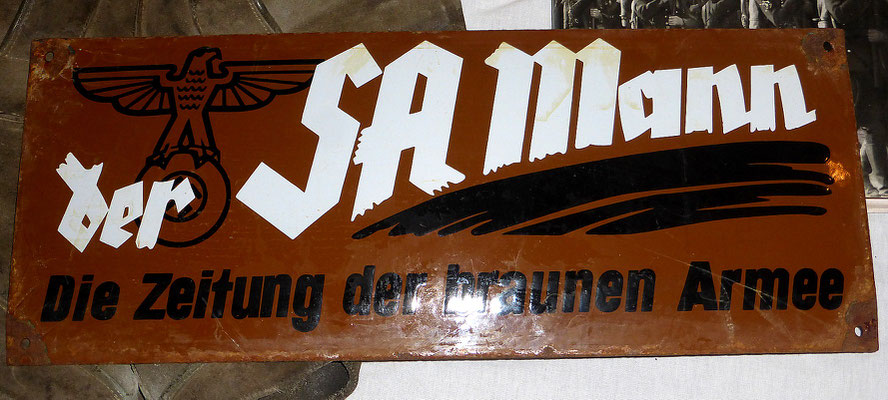 der SA Mann
Die Zeitung der braunen Armee